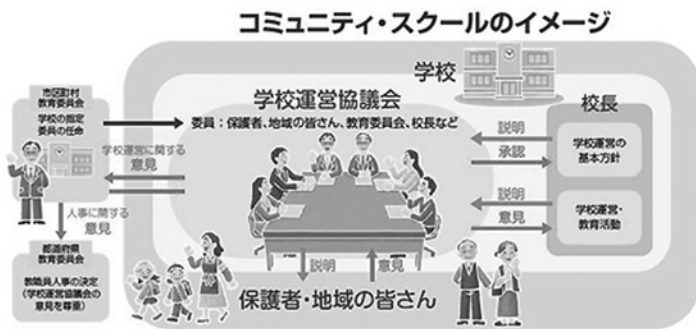 コミュニティ・スクールのイメージ
学校
市区町村
教育委員会
学校の指定
委員の任命
学校運営協議会
委員：保護者、地域の皆さん、教育委員会、校長など
学校運営に関する
意見
人事に関する
意見
都道府県
教育委員会
教職員人事の決定
(学校運営協議会の
意見を尊重)
校長
説明
承認
学校運営の
基本方針
説明
意見
学校運営・
教育活動
説明
意見
保護者・地域の皆さん